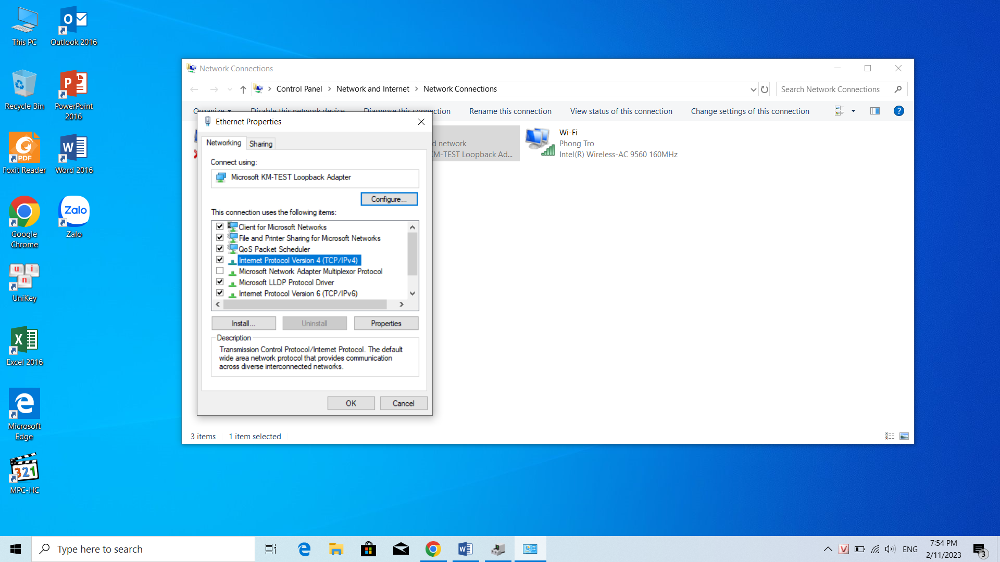 This PC
Outlook 2016
Recycle Bin
PowerPoint
2016
PDF
Foxit Reader
Word 2016
Google
Chrome
Zalo
Zalo
UniKey
Excel 2016
Microsoft
Edge
321
MPC-HC
Network Connections
Control Panel > Network and Internet > Network Connections
Search Network Connections
Organize
Disable this network device
Diagnose this connection
Rename this connection
View status of this connection
Change settings of this connection
d network
KM-TEST Loopback Ad...
Wi-Fi
Phong Tro
Intel(R) Wireless-AC 9560 160MHz
Ethernet Properties
Networking
Sharing
Connect using:
Microsoft KM-TEST Loopback Adapter
Configure...
This connection uses the following items:
Client for Microsoft Networks
File and Printer Sharing for Microsoft Networks
QoS Packet Scheduler
Internet Protocol Version 4 (TCP/IPv4)
Microsoft Network Adapter Multiplexor Protocol
Microsoft LLDP Protocol Driver
Internet Protocol Version 6 (TCP/IPv6)
Install...
Uninstall
Properties
Description
Transmission Control Protocol/Internet Protocol. The default
wide area network protocol that provides communication
across diverse interconnected networks.
OK
Cancel
3 items
1 item selected
Type here to search
ENG
7:54 PM
2/11/2023
3